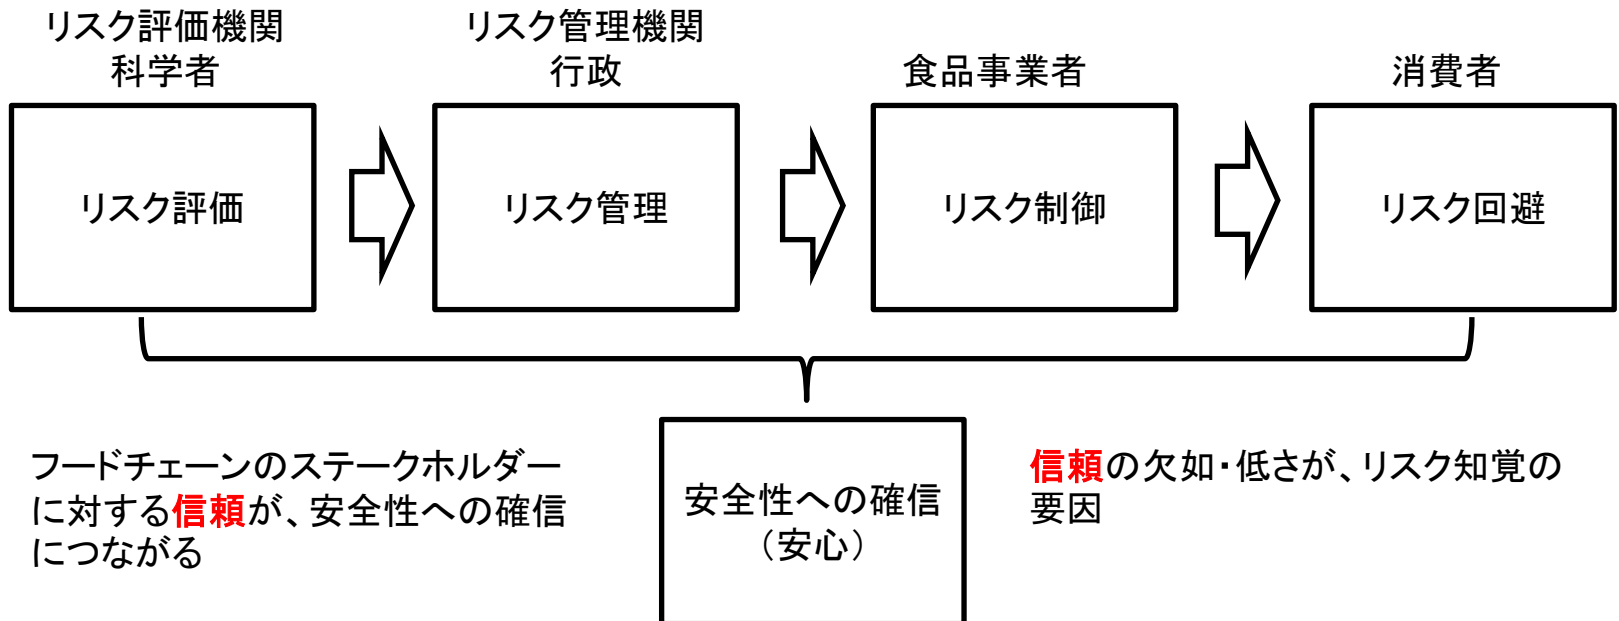 リスク評価機関
科学者
リスク管理機関
行政
食品事業者
消費者
リスク評価
リスク管理
リスク制御
リスク回避
フードチェーンのステークホルダー
に対する信頼が、安全性への確信
につながる
安全性への確信
（安心）
信頼の欠如・低さが、リスク知覚の
要因